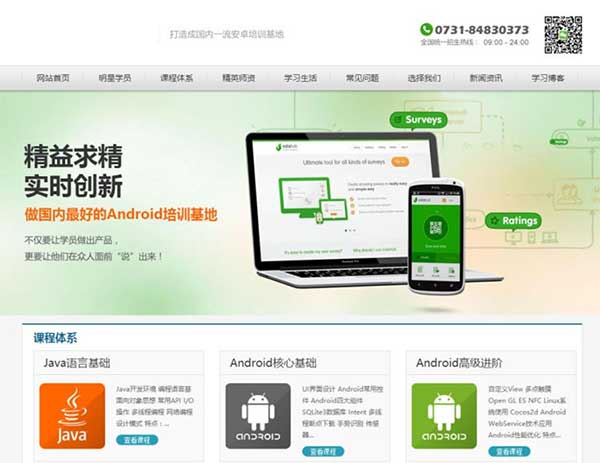 打造成国内一流安卓培训基地
0731-84830373
全国统一招生热线： 09:00 - 24:00
网站首页 明星学员 课程体系 精英师资 学习生活 常见问题 选择我们 新闻资讯 学习博客
精益求精
实时创新
做国内最好的Android培训基地
不仅要让学员做出产品，
更要让他们在众人面前“说”出来！
Surveys
Ultimate tool for all kinds of surveys
Ratings
课程体系
Java语言基础
Java开发环境 编程语言基
面向对象思想 常用API I/O
操作 多线程编程 网络编程
设计模式 特点：...
Java
查看课程
Android核心基础
UI界面设计 Android常用控
件 Android四大组件
SQLite3数据库 Intent 多线
程断点下载 手势识别 传感
器...
ANDROID
查看课程
Android高级进阶
自定义View 多点触摸
Open GL ES NFC Linux系
统使用 Cocos2d Android
WebService技术应用
Android性能优化 特点...
ANDROID
查看课程